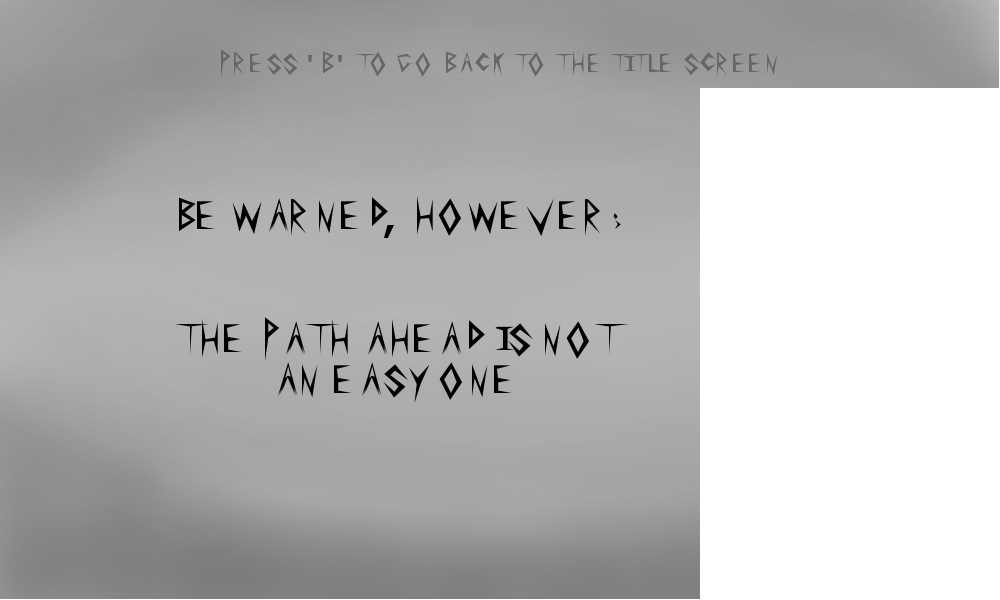 PRESS 'B' TO GO BACK TO THE TITLE SCREEN
BE WARNED, HOWEVER:
THE PATH AHEAD IS NOT
AN EASY ONE